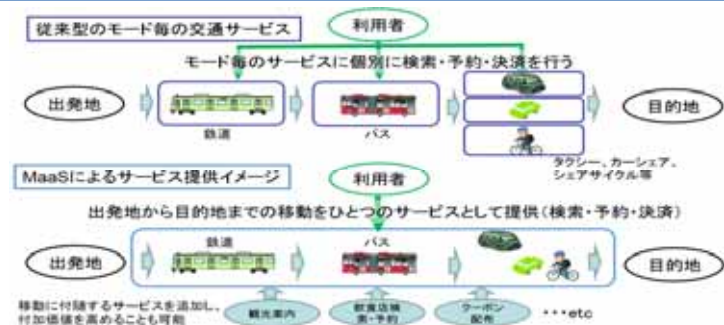 従来型のモード毎の交通サービス
利用者
モード毎のサービスに個別に検索・予約・決済を行う
出発地
鉄道
バス
目的地
タクシー、カーシェア、
シェアサイクル等
MaaSによるサービス提供イメージ
利用者
出発地から目的地までの移動をひとつのサービスとして提供(検索・予約・決済)
鉄道
バス
出発地
目的地
移動に付随するサービスを追加し、
付加価値を高めることも可能
観光案内
飲食店検
索・予約
クーポン
配布
・・・etc